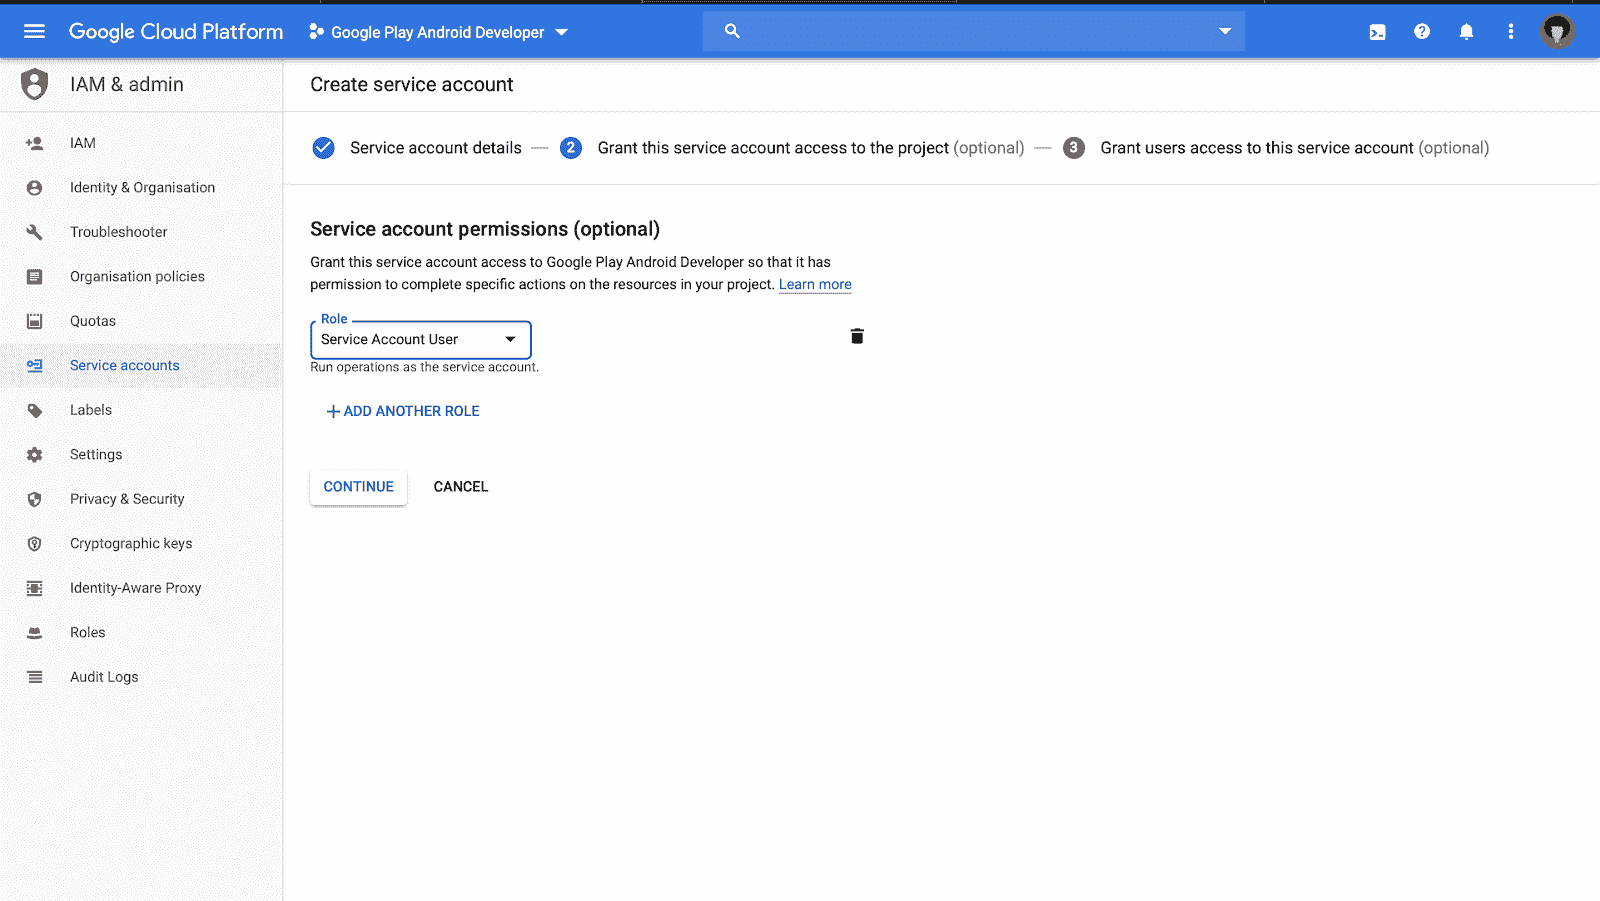 Google Cloud Platform
Google Play Android Developer
IAM & admin
Create service account
IAM
Identity & Organisation
Troubleshooter
Organisation policies
Quotas
Service accounts
Labels
Settings
Privacy & Security
Cryptographic keys
Identity-Aware Proxy
Roles
Audit Logs
Service account details
2 Grant this service account access to the project (optional)
3 Grant users access to this service account (optional)
Service account permissions (optional)
Grant this service account access to Google Play Android Developer so that it has
permission to complete specific actions on the resources in your project. Learn more
Role
Service Account User
Run operations as the service account.
+ ADD ANOTHER ROLE
CONTINUE
CANCEL